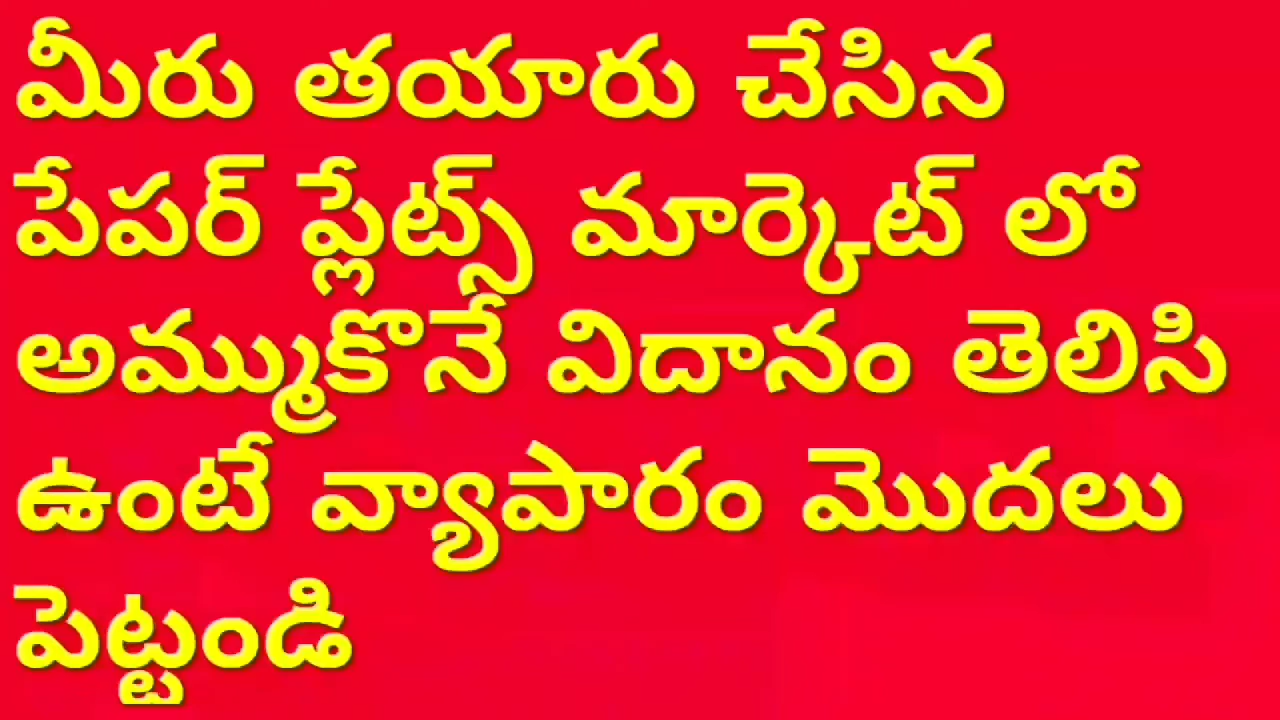 మీరు తయారు చేసిన
పేపర్ ప్లేట్స్ మార్కెట్ లో
అమ్ముకొనే విదానం తెలిసి
ఉంటే వ్యాపారం మొదలు
పెట్టండి